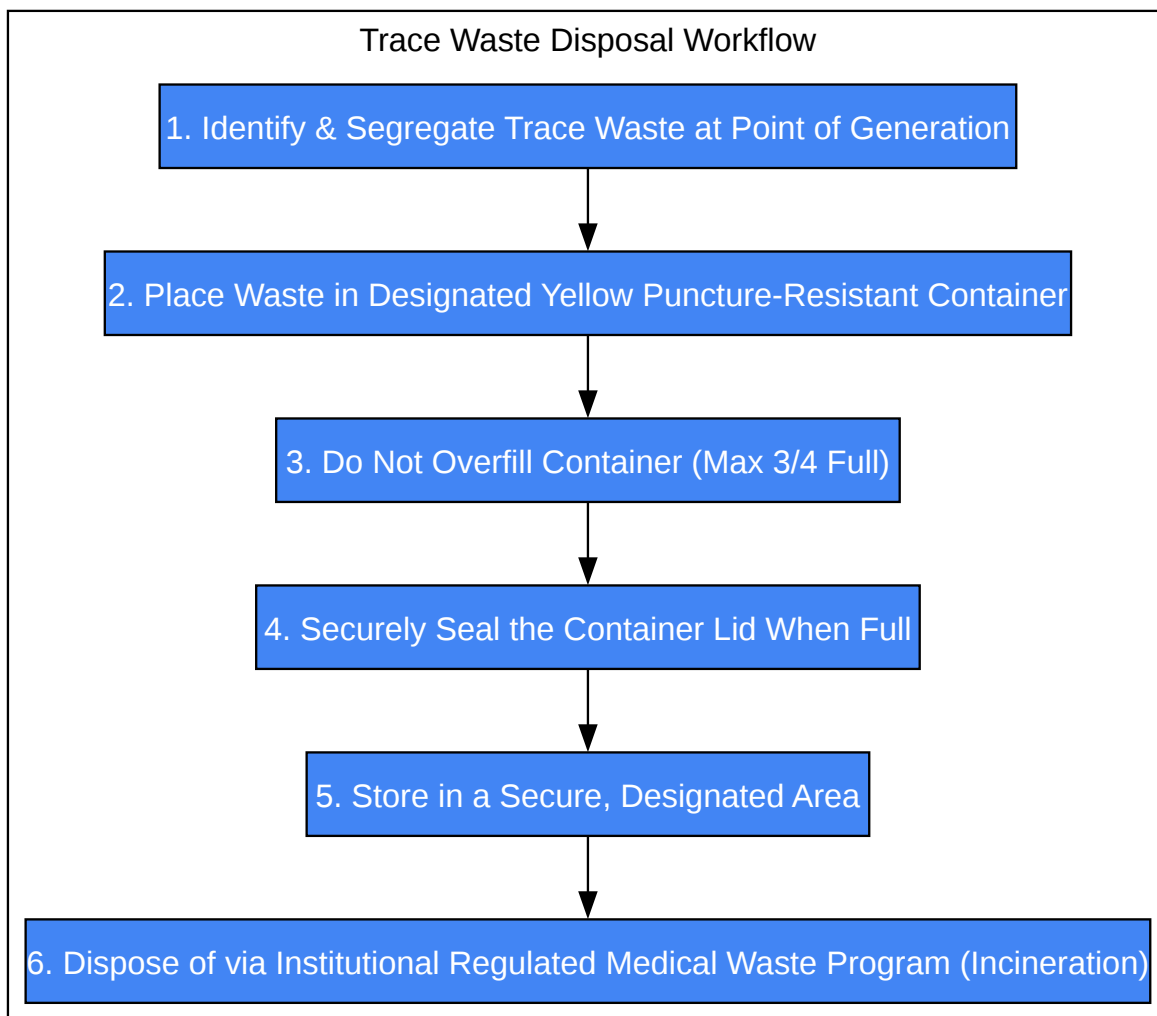 Trace Waste Disposal Workflow
1. Identify & Segregate Trace Waste at Point of Generation
2. Place Waste in Designated Yellow Puncture-Resistant Container
3. Do Not Overfill Container (Max 3/4 Full)
4. Securely Seal the Container Lid When Full
5. Store in a Secure, Designated Area
6. Dispose of via Institutional Regulated Medical Waste Program (Incineration)